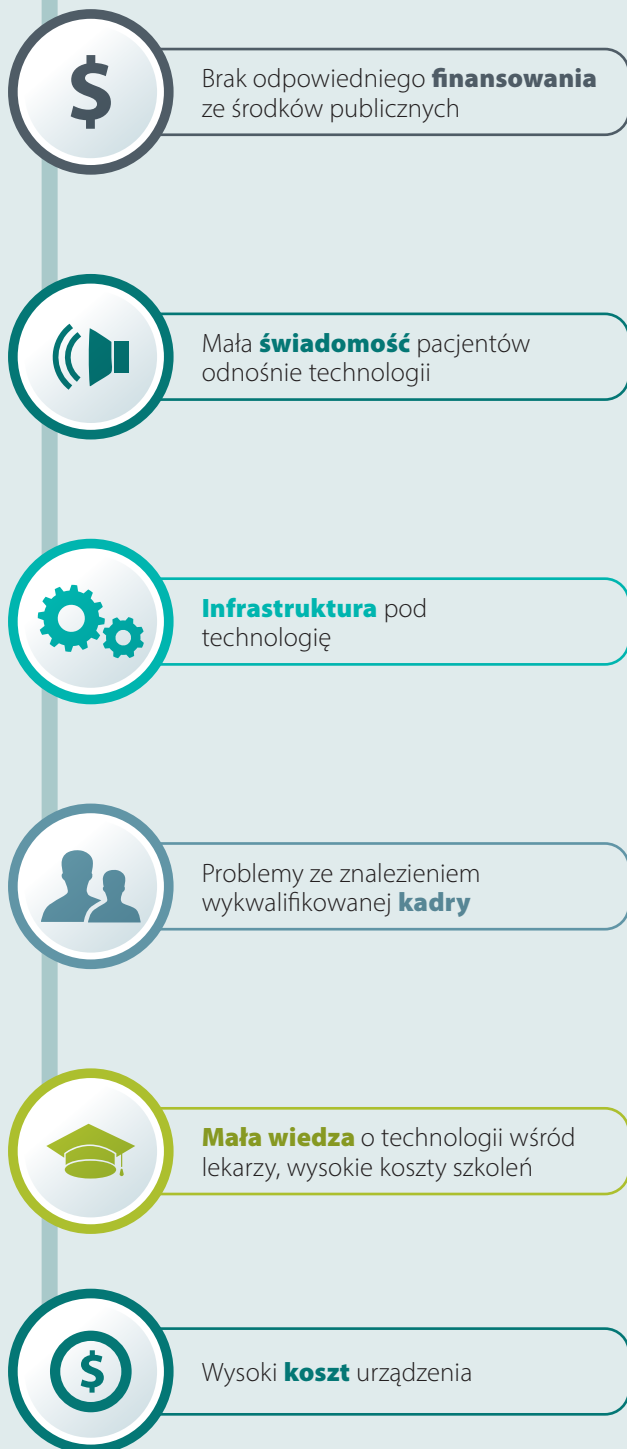 $
Brak odpowiedniego finansowania
ze środków publicznych
Mała świadomość pacjentów
odnośnie technologii
Infrastruktura pod
technologię
Problemy ze znalezieniem
wykwalifikowanej kadry
Mała wiedza o technologii wśród
lekarzy, wysokie koszty szkoleń
$
Wysoki koszt urządzenia